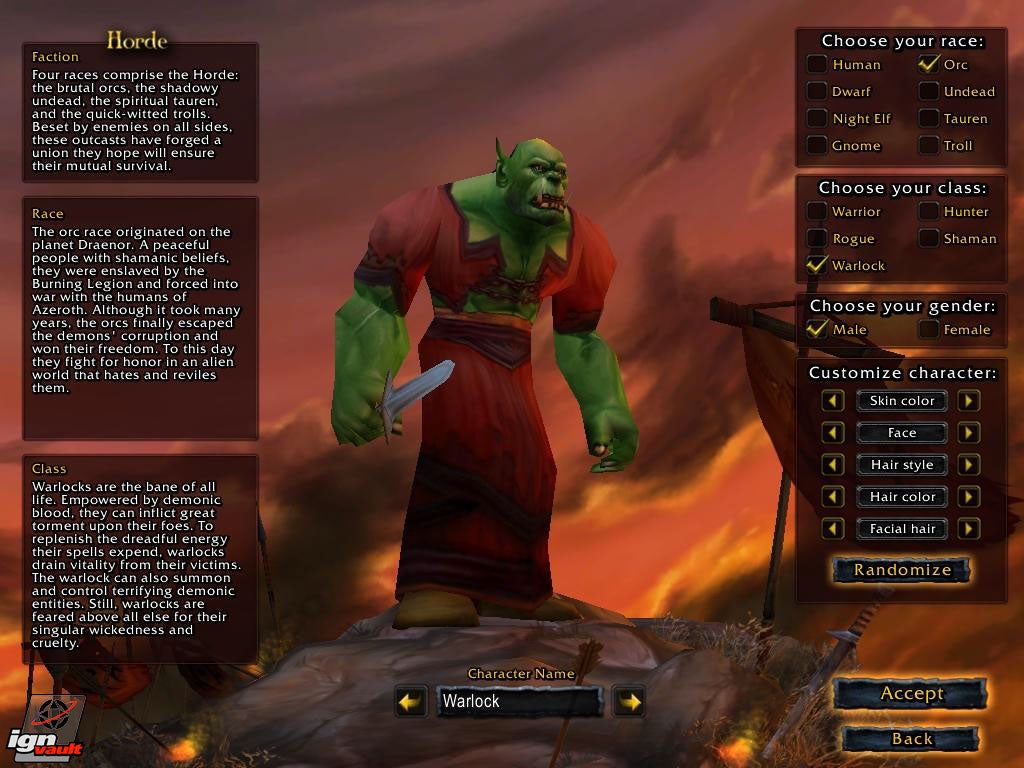 Horde
Faction
Four races comprise the Horde:
the brutal orcs, the shadowy
undead, the spiritual tauren,
and the quick-witted trolls.
Beset by enemies on all sides,
these outcasts have forged a
union they hope will ensure
their mutual survival.
Race
The orc race originated on the
planet Draenor. A peaceful
people with shamanic beliefs,
they were enslaved by the
Burning Legion and forced into
war with the humans of
Azeroth. Although it took many
years, the orcs finally escaped
the demons' corruption and
won their freedom. To this day
they fight for honor in an alien
world that hates and reviles
them.
Class
Warlocks are the bane of all
life. Empowered by demonic
blood, they can inflict great
torment upon their foes. To
replenish the dreadful energy
their spells expend, warlocks
drain vitality from their victims.
The warlock can also summon
and control terrifying demonic
entities. Still, warlocks are
feared above all else for their
singular wickedness and
cruelty.
Choose your race:
Human Orc
Dwarf Undead
Night Elf Tauren
Gnome Troll
Choose your class:
Warrior Hunter
Rogue Shaman
Warlock
Choose your gender:
Male Female
Customize character:
Skin color
Face
Hair style
Hair color
Facial hair
Randomize
Character Name
Warlock
Accept
Back
ign
vault